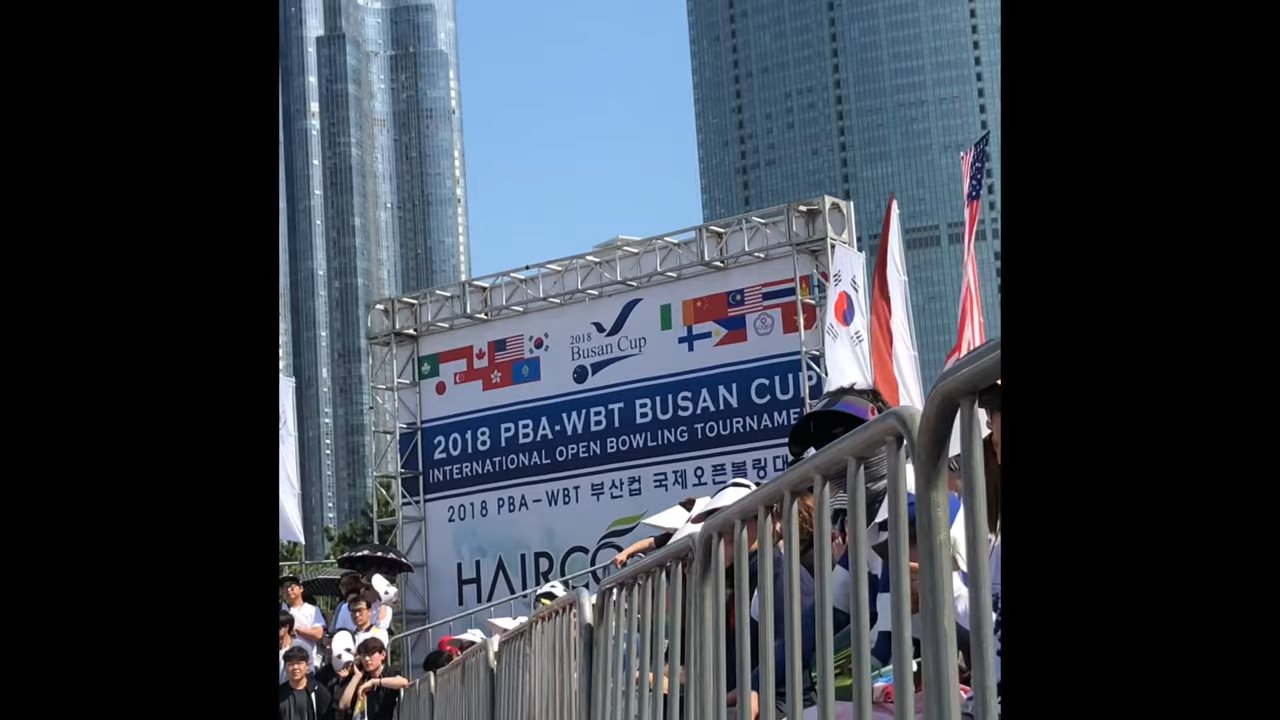 2018
Busan Cup
2018 PBA-WBT BUSAN CUP
INTERNATIONAL OPEN BOWLING TOURNAME
2018 PBA-WBT 부산컵 국제오픈볼링대
HAIRCO